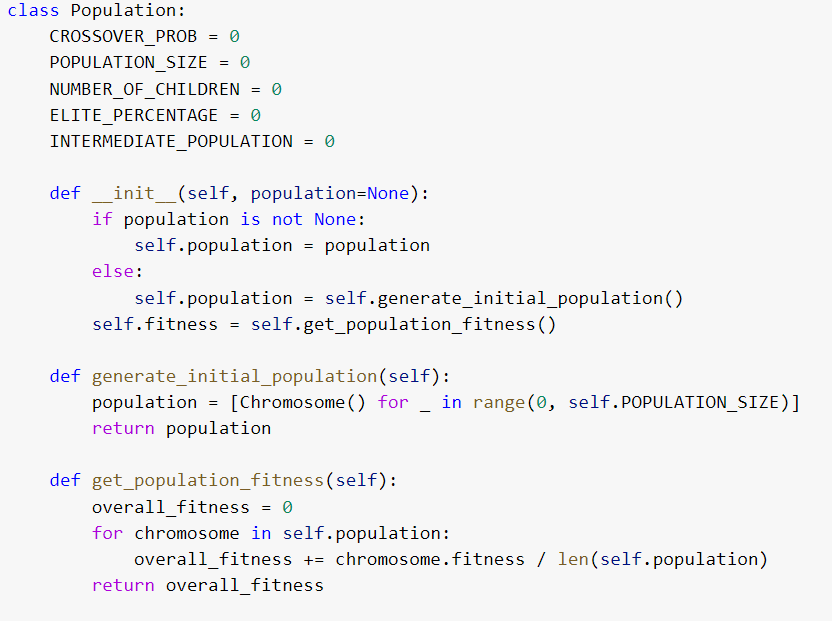 class Population:
    CROSSOVER_PROB = 0
    POPULATION_SIZE = 0
    NUMBER_OF_CHILDREN = 0
    ELITE_PERCENTAGE = 0
    INTERMEDIATE_POPULATION = 0

    def __init__(self, population=None):
        if population is not None:
            self.population = population
        else:
            self.population = self.generate_initial_population()
        self.fitness = self.get_population_fitness()

    def generate_initial_population(self):
        population = [Chromosome() for _ in range(0, self.POPULATION_SIZE)]
        return population

    def get_population_fitness(self):
        overall_fitness = 0
        for chromosome in self.population:
            overall_fitness += chromosome.fitness / len(self.population)
        return overall_fitness